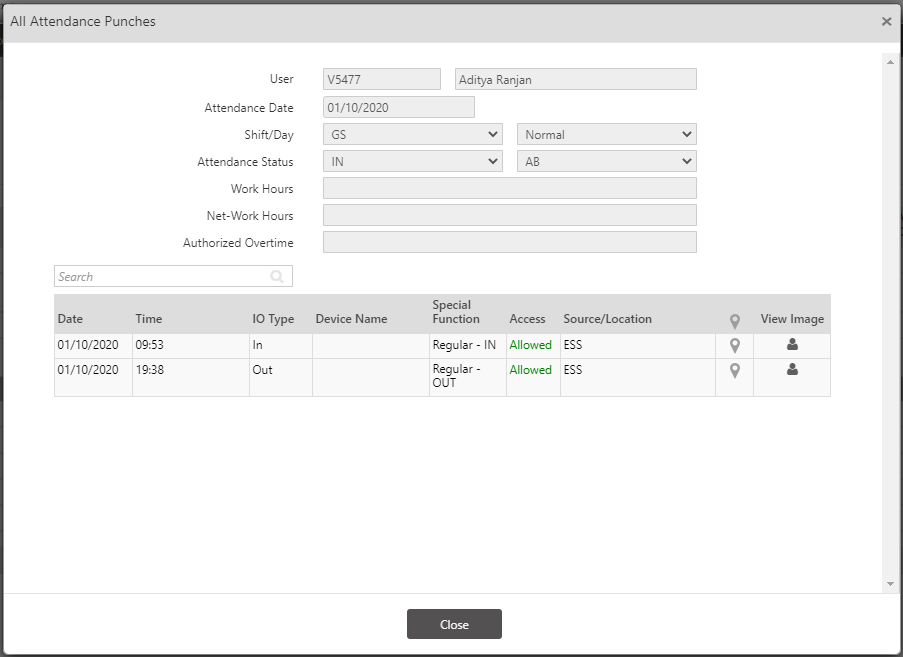 All Attendance Punches ×
User V5477 Aditya Ranjan
Attendance Date 01/10/2020
Shift/Day GS Normal
Attendance Status IN AB
Work Hours
Net-Work Hours
Authorized Overtime
Search
Date Time IO Type Device Name Special Function Access Source/Location View Image
01/10/2020 09:53 In Regular - IN Allowed ESS
01/10/2020 19:38 Out Regular - OUT Allowed ESS
Close